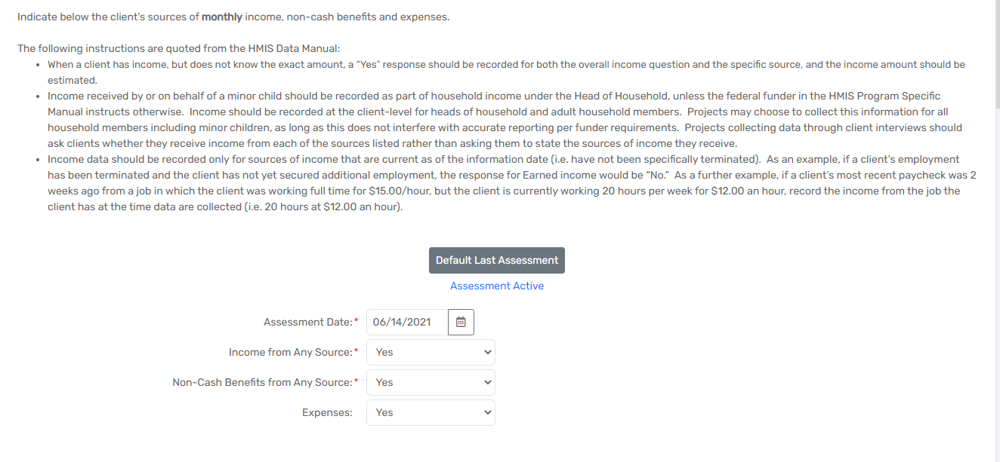 Indicate below the client's sources of monthly income, non-cash benefits and expenses.
The following instructions are quoted from the HMIS Data Manual:
• When a client has income, but does not know the exact amount, a “Yes” response should be recorded for both the overall income question and the specific source, and the income amount should be
estimated.
• Income received by or on behalf of a minor child should be recorded as part of household income under the Head of Household, unless the federal funder in the HMIS Program Specific
Manual instructs otherwise.  Income should be recorded at the client-level for heads of household and adult household members.  Projects may choose to collect this information for all
household members including minor children, as long as this does not interfere with accurate reporting per funder requirements.  Projects collecting data through client interviews should
ask clients whether they receive income from each of the sources listed rather than asking them to state the sources of income they receive.
• Income data should be recorded only for sources of income that are current as of the information date (i.e. have not been specifically terminated).  As an example, if a client’s employment
has been terminated and the client has not yet secured additional employment, the response for Earned income would be “No.”  As a further example, if a client’s most recent paycheck was 2
weeks ago from a job in which the client was working full time for $15.00/hour, but the client is currently working 20 hours per week for $12.00 an hour, record the income from the job the
client has at the time data are collected (i.e. 20 hours at $12.00 an hour).
Default Last Assessment
Assessment Active
Assessment Date:* 06/14/2021
Income from Any Source:* Yes
Non-Cash Benefits from Any Source:* Yes
Expenses: Yes